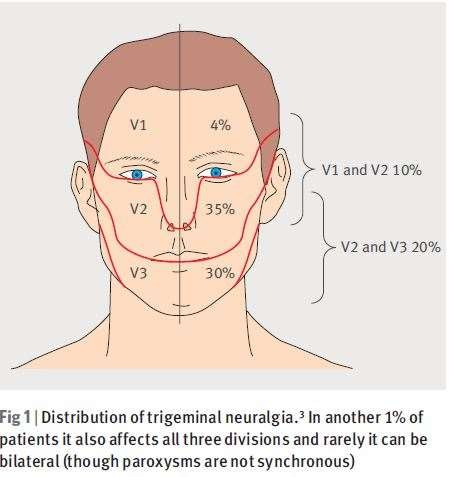 V1 4%
V1 and V2 10%
V2 35%
V2 and V3 20%
V3 30%
Fig 1 | Distribution of trigeminal neuralgia.³ In another 1% of
patients it also affects all three divisions and rarely it can be
bilateral (though paroxysms are not synchronous)